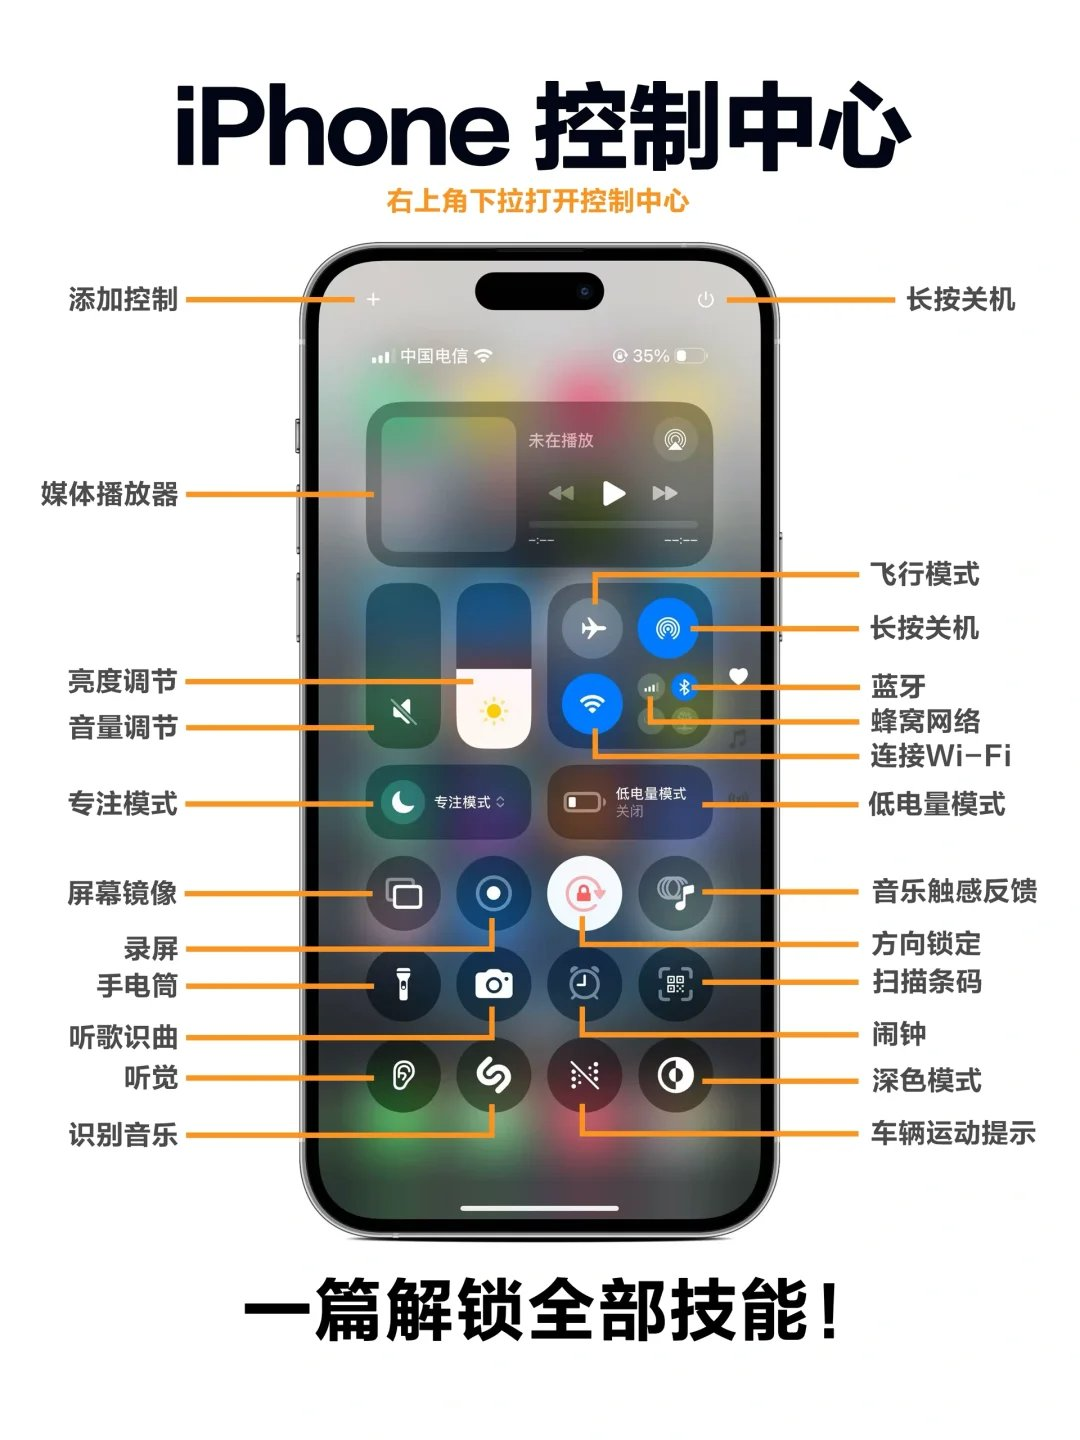 iPhone 控制中心
右上角下拉打开控制中心
添加控制
长按关机
中国电信
35%
媒体播放器
未在播放
--:--
--:--
飞行模式
长按关机
亮度调节
蓝牙
音量调节
蜂窝网络
连接Wi-Fi
专注模式
专注模式
低电量模式
关闭
低电量模式
屏幕镜像
音乐触感反馈
录屏
方向锁定
手电筒
扫描条码
听歌识曲
闹钟
听觉
深色模式
识别音乐
车辆运动提示
一篇解锁全部技能!